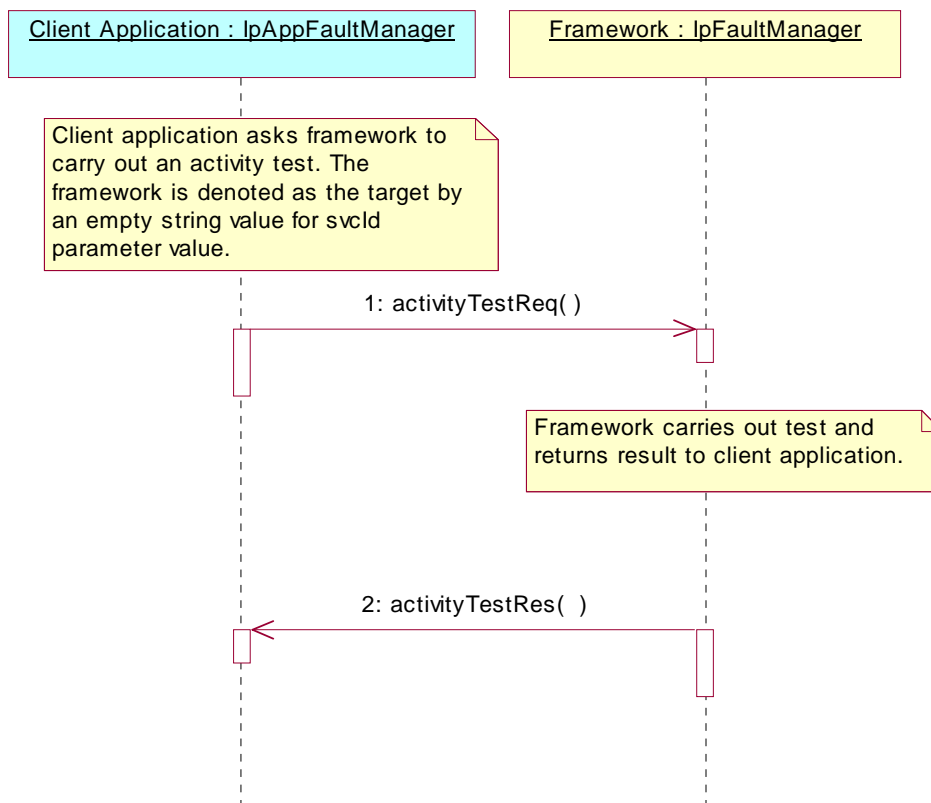 Client Application : IpAppFaultManager
Framework : IpFaultManager
Client application asks framework to
carry out an activity test. The
framework is denoted as the target by
an empty string value for svcId
parameter value.
1: activityTestReq( )
Framework carries out test and
returns result to client application.
2: activityTestRes(  )